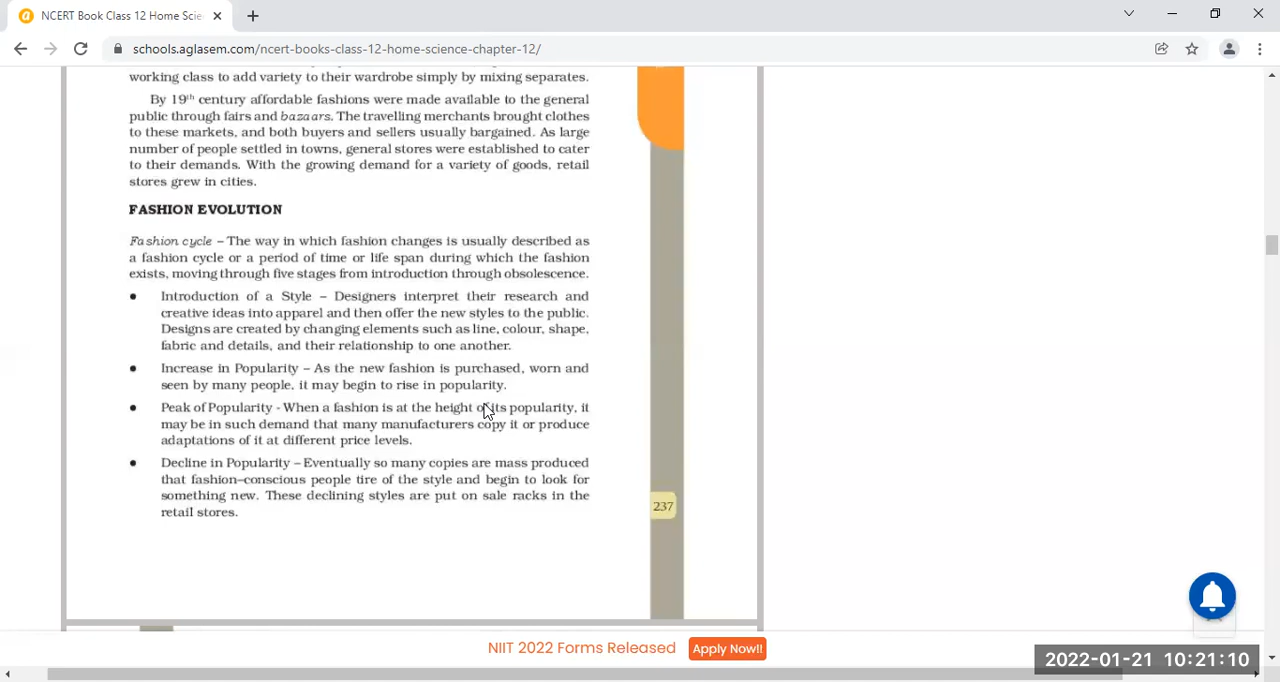 NCERT Book Class 12 Home Scie
schools.aglasem.com/ncert-books-class-12-home-science-chapter-12/
working class to add variety to their wardrobe simply by mixing separates.
By 19th century affordable fashions were made available to the general
public through fairs and bazaars. The travelling merchants brought clothes
to these markets, and both buyers and sellers usually bargained. As large
number of people settled in towns, general stores were established to cater
to their demands. With the growing demand for a variety of goods, retail
stores grew in cities.
FASHION EVOLUTION
Fashion cycle – The way in which fashion changes is usually described as
a fashion cycle or a period of time or life span during which the fashion
exists, moving through five stages from introduction through obsolescence.
• Introduction of a Style – Designers interpret their research and
creative ideas into apparel and then offer the new styles to the public.
Designs are created by changing elements such as line, colour, shape,
fabric and details, and their relationship to one another.
• Increase in Popularity – As the new fashion is purchased, worn and
seen by many people, it may begin to rise in popularity.
• Peak of Popularity - When a fashion is at the height of its popularity, it
may be in such demand that many manufacturers copy it or produce
adaptations of it at different price levels.
• Decline in Popularity – Eventually so many copies are mass produced
that fashion–conscious people tire of the style and begin to look for
something new. These declining styles are put on sale racks in the
retail stores.
237
NIIT 2022 Forms Released Apply Now!!
2022-01-21 10:21:10